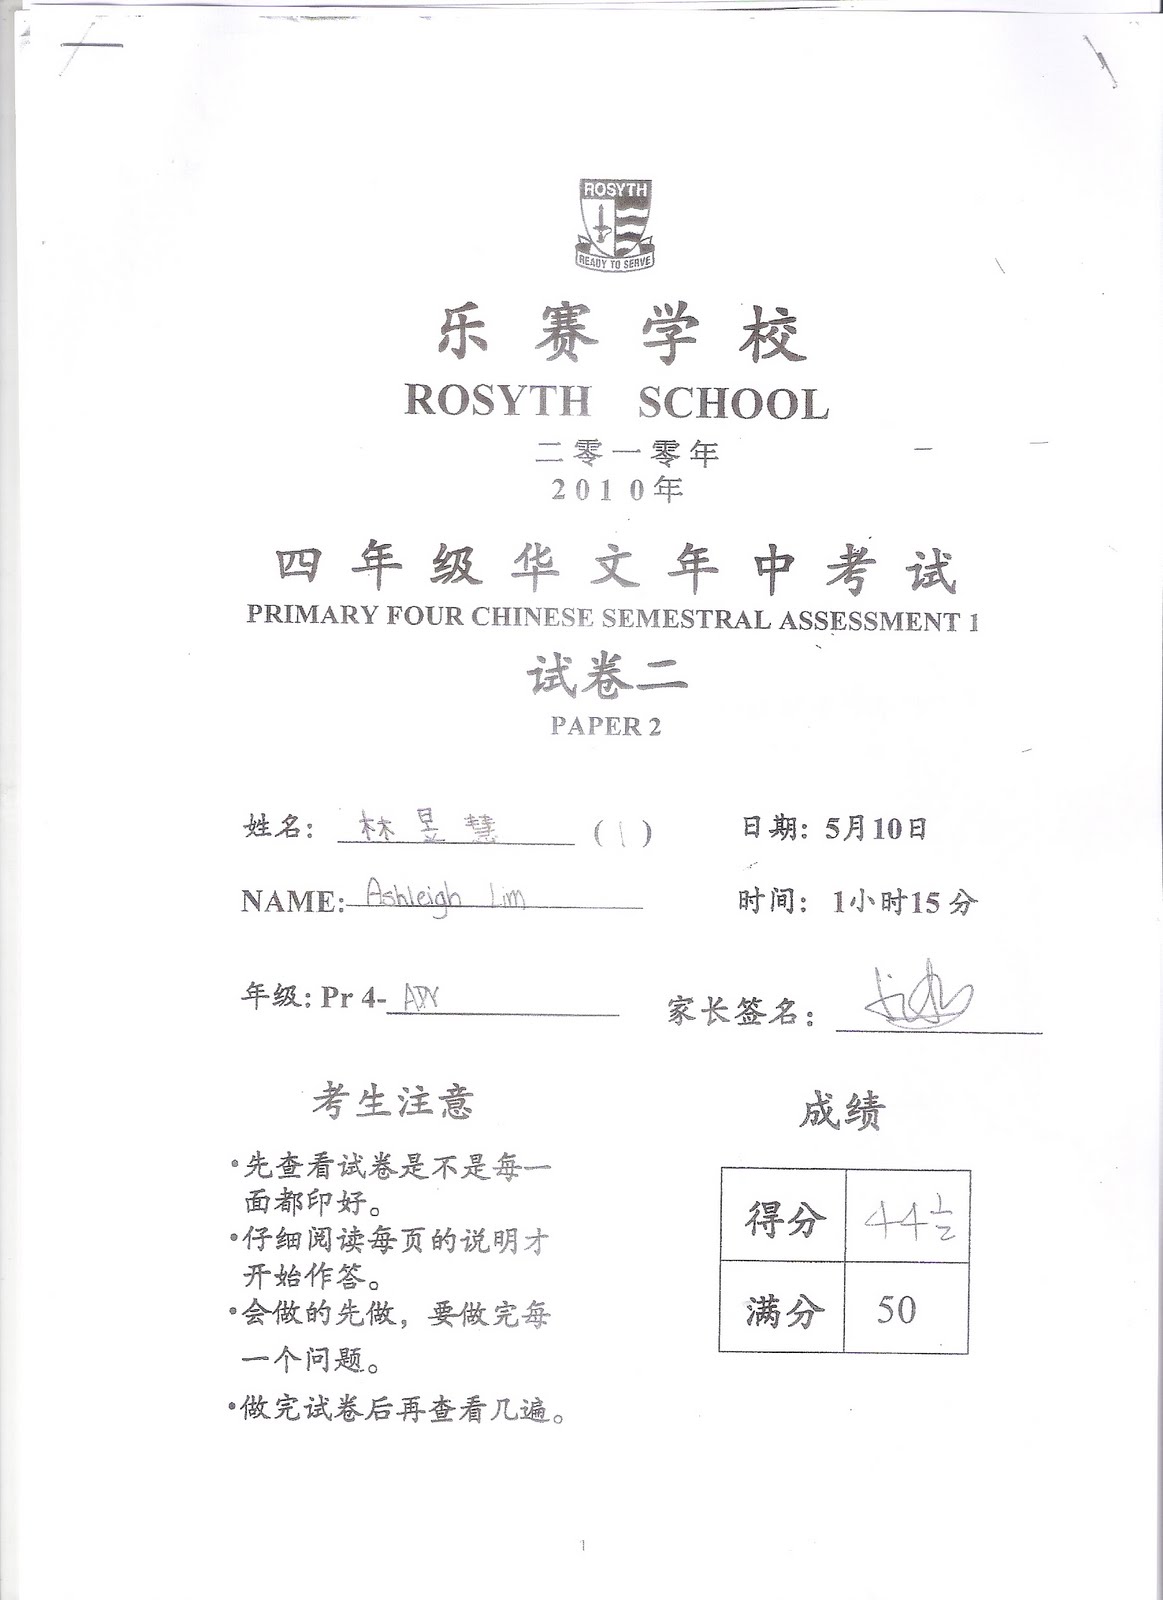 ROSYTH
READY TO SERVE
乐赛学校
ROSYTH SCHOOL
二零一零年
2010年
四年级华文年中考试
PRIMARY FOUR CHINESE SEMESTRAL ASSESSMENT 1
试卷二
PAPER 2
姓名： 林昱慧 (1) 日期：5月10日
NAME: Ashleigh Lim 时间：1小时15分
年级：Pr 4- 家长签名：
考生注意 成绩
•先查看试卷是不是每一
面都印好。
•仔细阅读每页的说明才
开始作答。
•会做的先做，要做完每
一个问题。
•做完试卷后再查看几遍。
得分 44½
满分 50
1